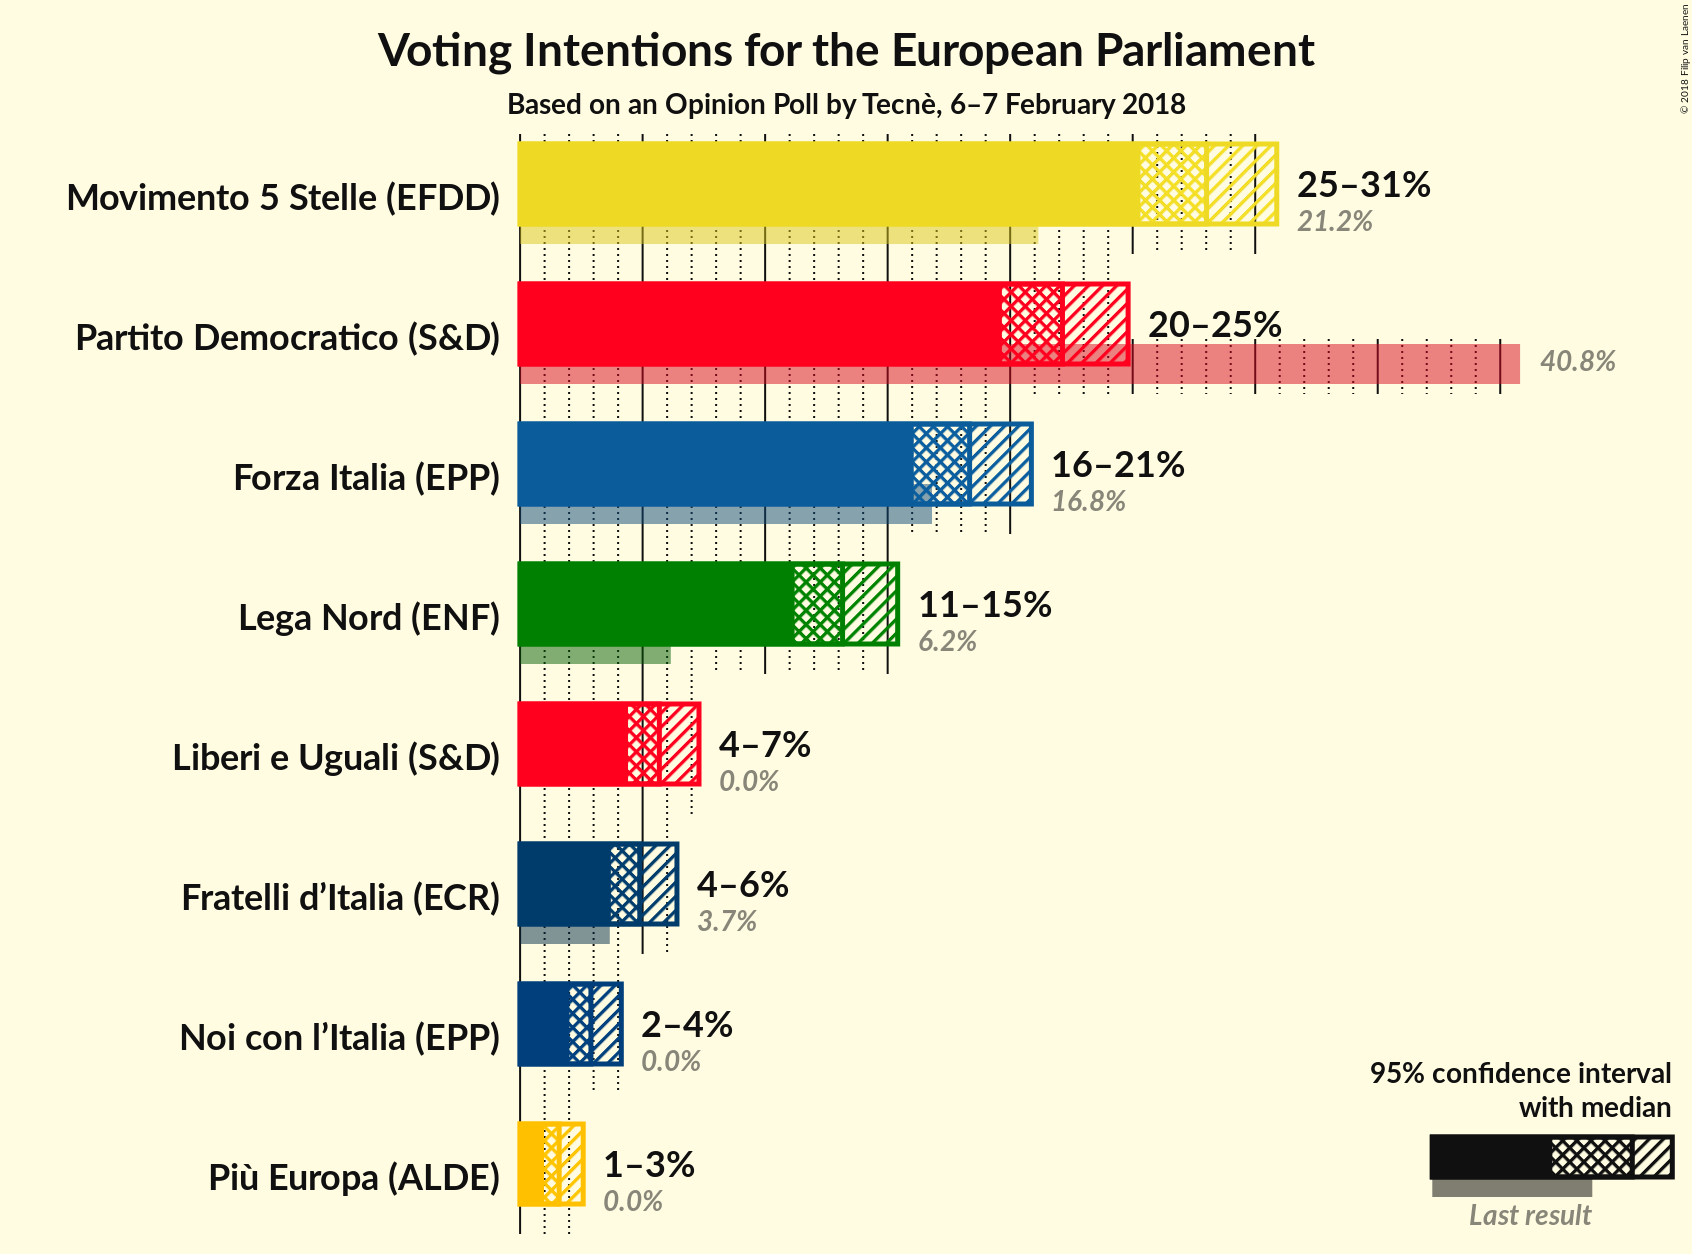 Voting Intentions for the European Parliament
Based on an Opinion Poll by Tecnè, 6–7 February 2018
© 2018 Filip van Laenen
Movimento 5 Stelle (EFDD)
25–31%
21.2%
Partito Democratico (S&D)
20–25%
40.8%
Forza Italia (EPP)
16–21%
16.8%
Lega Nord (ENF)
11–15%
6.2%
Liberi e Uguali (S&D)
4–7%
0.0%
Fratelli d’Italia (ECR)
4–6%
3.7%
Noi con l’Italia (EPP)
2–4%
0.0%
Più Europa (ALDE)
1–3%
0.0%
95% confidence interval
with median
Last result